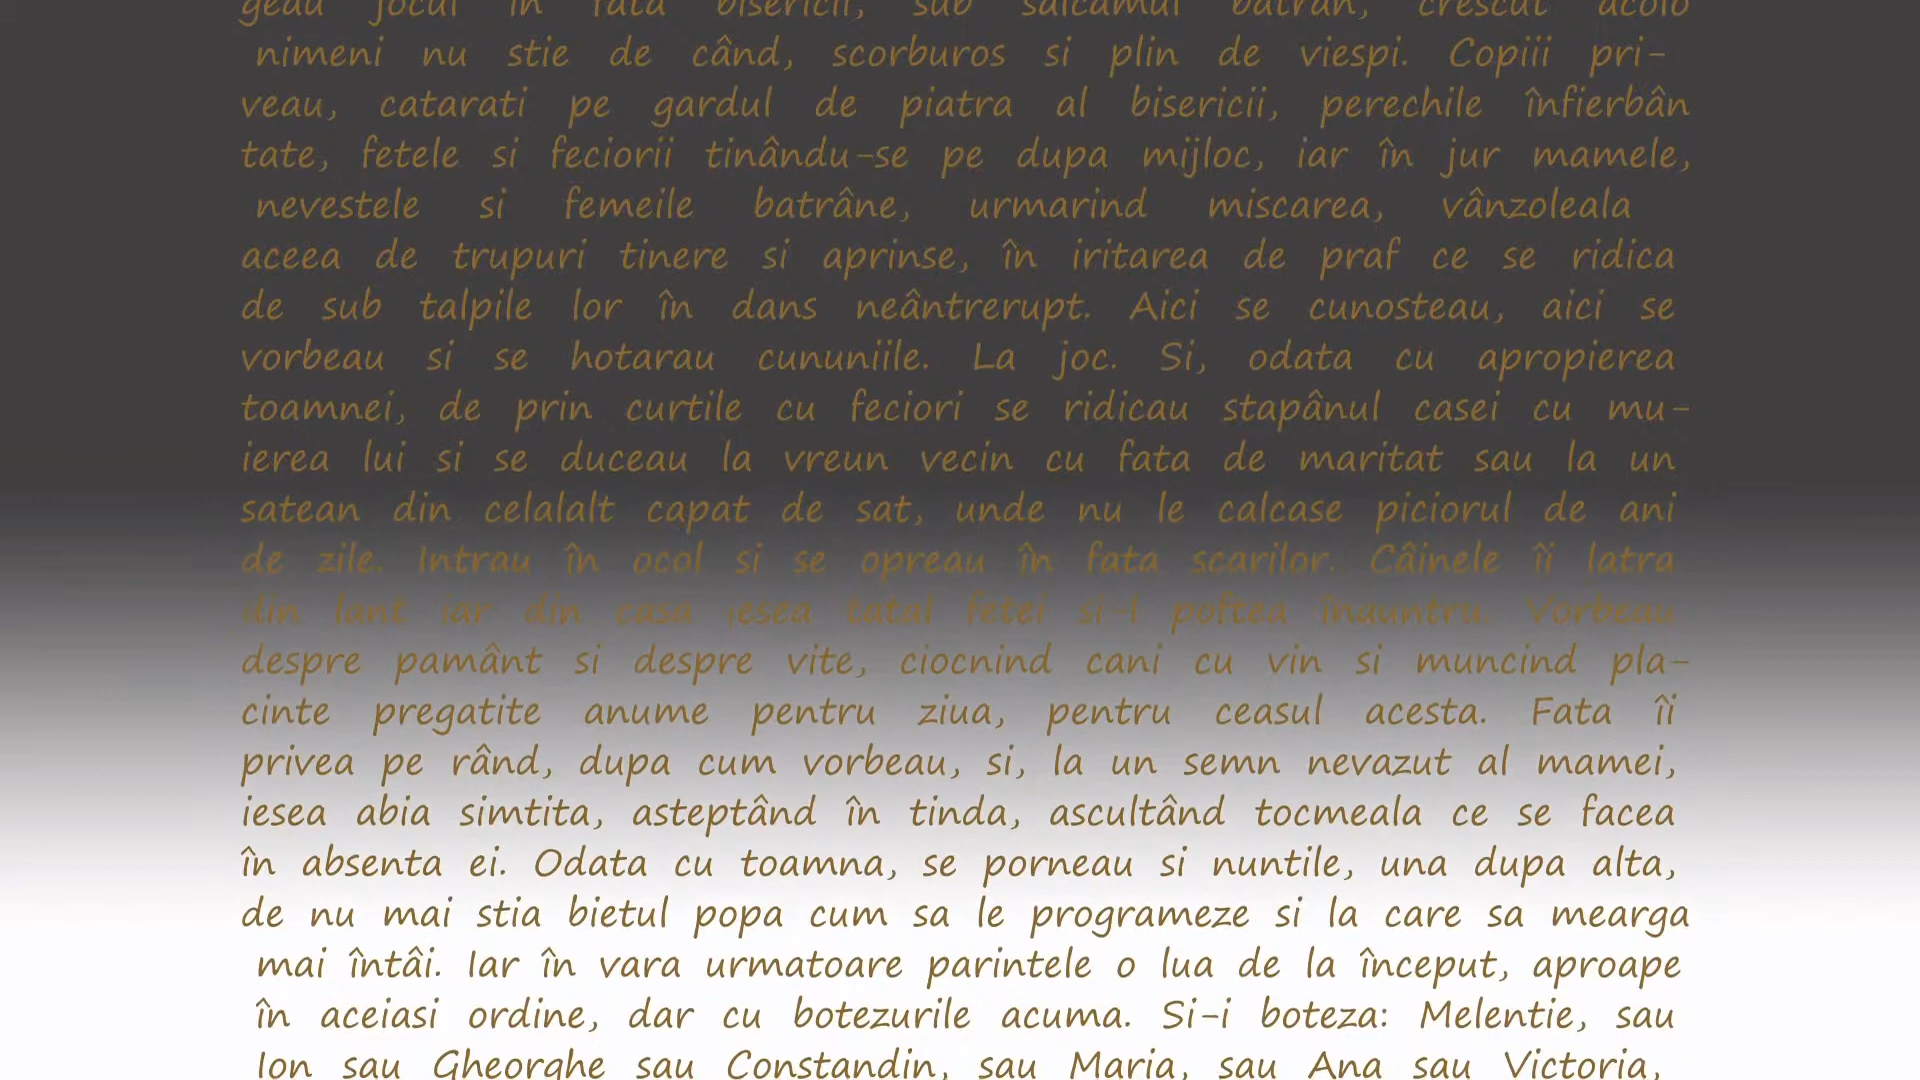 geau jocul în fata bisericii, sub salcâmul batrân, crescut acolo
nimeni nu stie de când, scorburos si plin de viespi. Copiii pri-
veau, catarati pe gardul de piatra al bisericii, perechile înfierbân
tate, fetele si feciorii tinându-se pe dupa mijloc, iar în jur mamele,
nevestele si femeile batrâne, urmarind miscarea, vânzoleala
aceea de trupuri tinere si aprinse, în iritarea de praf ce se ridica
de sub talpile lor în dans neântrerupt. Aici se cunosteau, aici se
vorbeau si se hotarau cununiile. La joc. Si, odata cu apropierea
toamnei, de prin curtile cu feciori se ridicau stapânul casei cu mu-
ierea lui si se duceau la vreun vecin cu fata de maritat sau la un
satean din celalalt capat de sat, unde nu le calcase piciorul de ani
de zile. Intrau în ocol si se opreau în fata scarilor. Câinele îi latra
din lant iar din casa iesea tatal fetei si-l poftea înauntru. Vorbeau
despre pamânt si despre vite, ciocnind cani cu vin si muncind pla-
cinte pregatite anume pentru ziua, pentru ceasul acesta. Fata îi
privea pe rând, dupa cum vorbeau, si, la un semn nevazut al mamei,
iesea abia simtita, asteptând în tinda, ascultând tocmeala ce se facea
în absenta ei. Odata cu toamna, se porneau si nuntile, una dupa alta,
de nu mai stia bietul popa cum sa le programeze si la care sa mearga
mai întâi. Iar în vara urmatoare parintele o lua de la început, aproape
în aceiasi ordine, dar cu botezurile acuma. Si-i boteza: Melentie, sau
Ion sau Gheorghe sau Constandin, sau Maria, sau Ana sau Victoria,